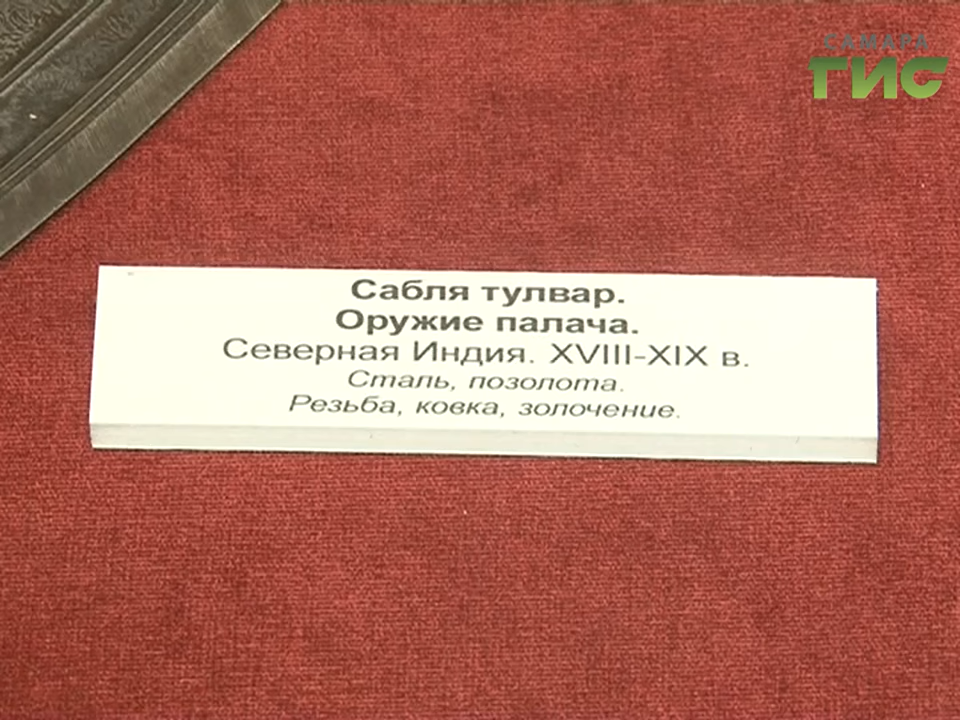 САМАРА
ГИС
Сабля тулвар.
Оружие палача.
Северная Индия. XVIII-XIX в.
Сталь, позолота.
Резьба, ковка, золочение.